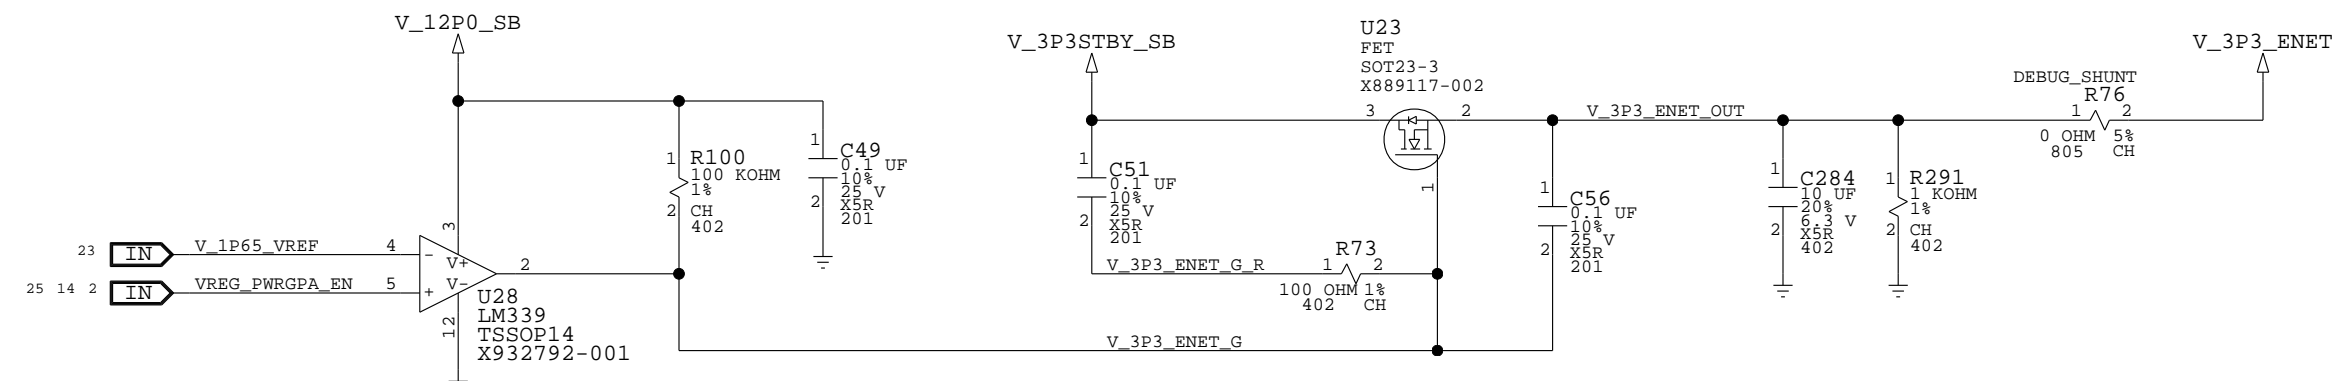 V_12P0_SB
1
R100
100 KOHM
1%
2
CH
402
1
C49
0.1 UF
10%
25 V
X5R
2
201
3
23
IN
V_1P65_VREF
4
-
V+
25 14 2
IN
VREG_PWRGPA_EN
5
+
V-
2
12
U28
LM339
TSSOP14
X932792-001
V_3P3STBY_SB
U23
FET
SOT23-3
X889117-002
3
2
1
1
C51
0.1 UF
10%
25 V
X5R
2
201
V_3P3_ENET_G_R
1
R73
2
100 OHM
1%
402
CH
V_3P3_ENET_G
V_3P3_ENET_OUT
1
C56
0.1 UF
10%
25 V
X5R
2
201
1
C284
10 UF
20%
6.3 V
X5R
2
402
1
R291
1 KOHM
1%
2
CH
402
DEBUG_SHUNT
R76
1
2
0 OHM
5%
805
CH
V_3P3_ENET